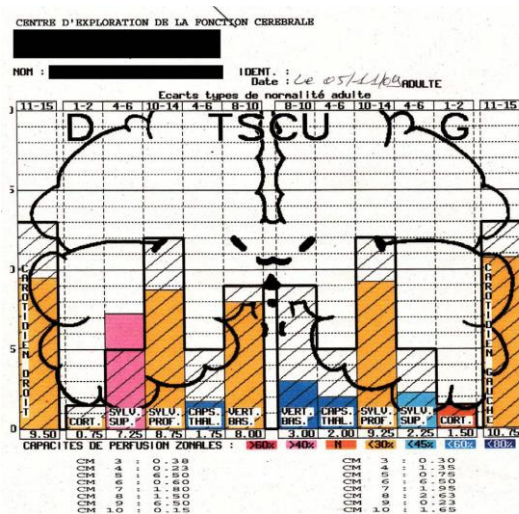 CENTRE D'EXPLORATION DE LA FONCTION CEREBRALE
NOM : IDENT. :
Date : Le 05/11/04 ADULTE
Ecarts types de normalité adulte
11-15 1-2 4-6 10-14 4-6 8-10 8-10 4-6 10-14 4-6 1-2 11-15
D TSCU G
CAROTIDIEN DROIT
CAROTIDIEN GAUCHE
5
0
5
0
CORT. SYLV. SUP. SYLV. PROF. CAPS. THAL. VERT. BAS. VERT. BAS. CAPS. THAL. SYLV. PROF. SYLV. SUP. CORT.
9.50 0.75 7.25 8.75 1.75 8.00 3.00 2.00 9.25 2.25 1.50 10.75
CAPACITES DE PERFUSION ZONALES : >60% >40% N <30% <45% <60% <80%
CM 3 : 0.38 CM 3 : 0.30
CM 4 : 0.23 CM 4 : 1.35
CM 5 : 6.50 CM 5 : 0.75
CM 6 : 0.60 CM 6 : 6.50
CM 7 : 1.80 CM 7 : 1.95
CM 8 : 1.50 CM 8 : 2.63
CM 9 : 6.50 CM 9 : 0.23
CM 10 : 0.15 CM 10 : 1.65